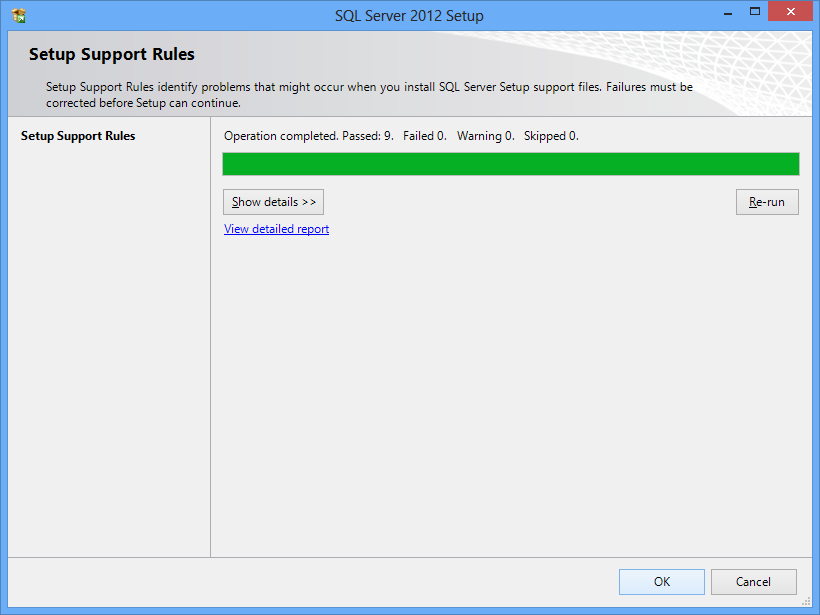 SQL Server 2012 Setup
Setup Support Rules
Setup Support Rules identify problems that might occur when you install SQL Server Setup support files. Failures must be
corrected before Setup can continue.
Setup Support Rules
Operation completed. Passed: 9. Failed 0. Warning 0. Skipped 0.
Show details >>
Re-run
View detailed report
OK
Cancel